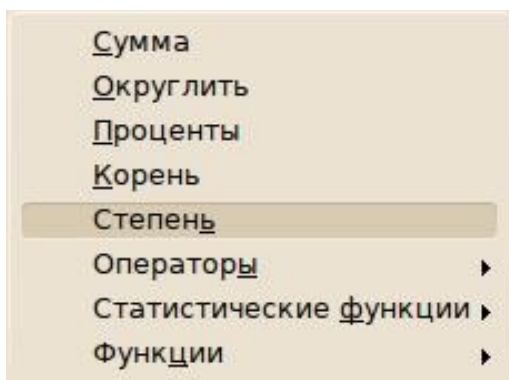 Сумма
Округлить
Проценты
Корень
Степень
Операторы
Статистические функции
Функции